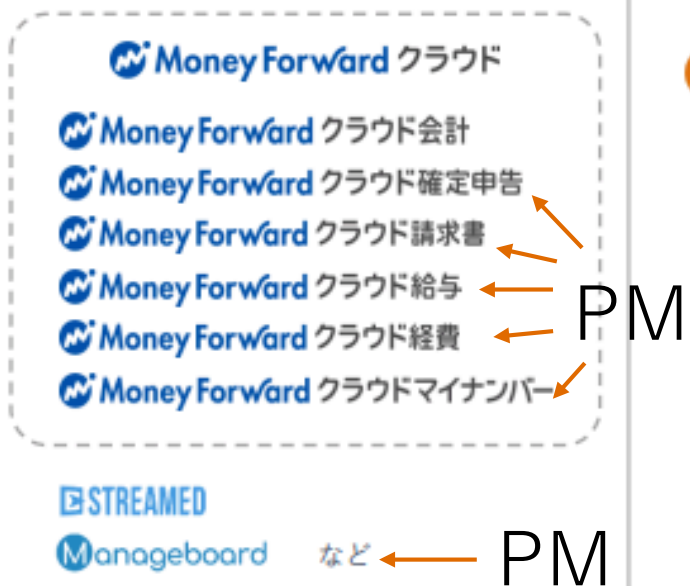 Money Forward クラウド
Money Forward クラウド会計
Money Forward クラウド確定申告
Money Forward クラウド請求書
Money Forward クラウド給与
Money Forward クラウド経費
Money Forward クラウドマイナンバー
PM
STREAMED
Manageboard など
PM